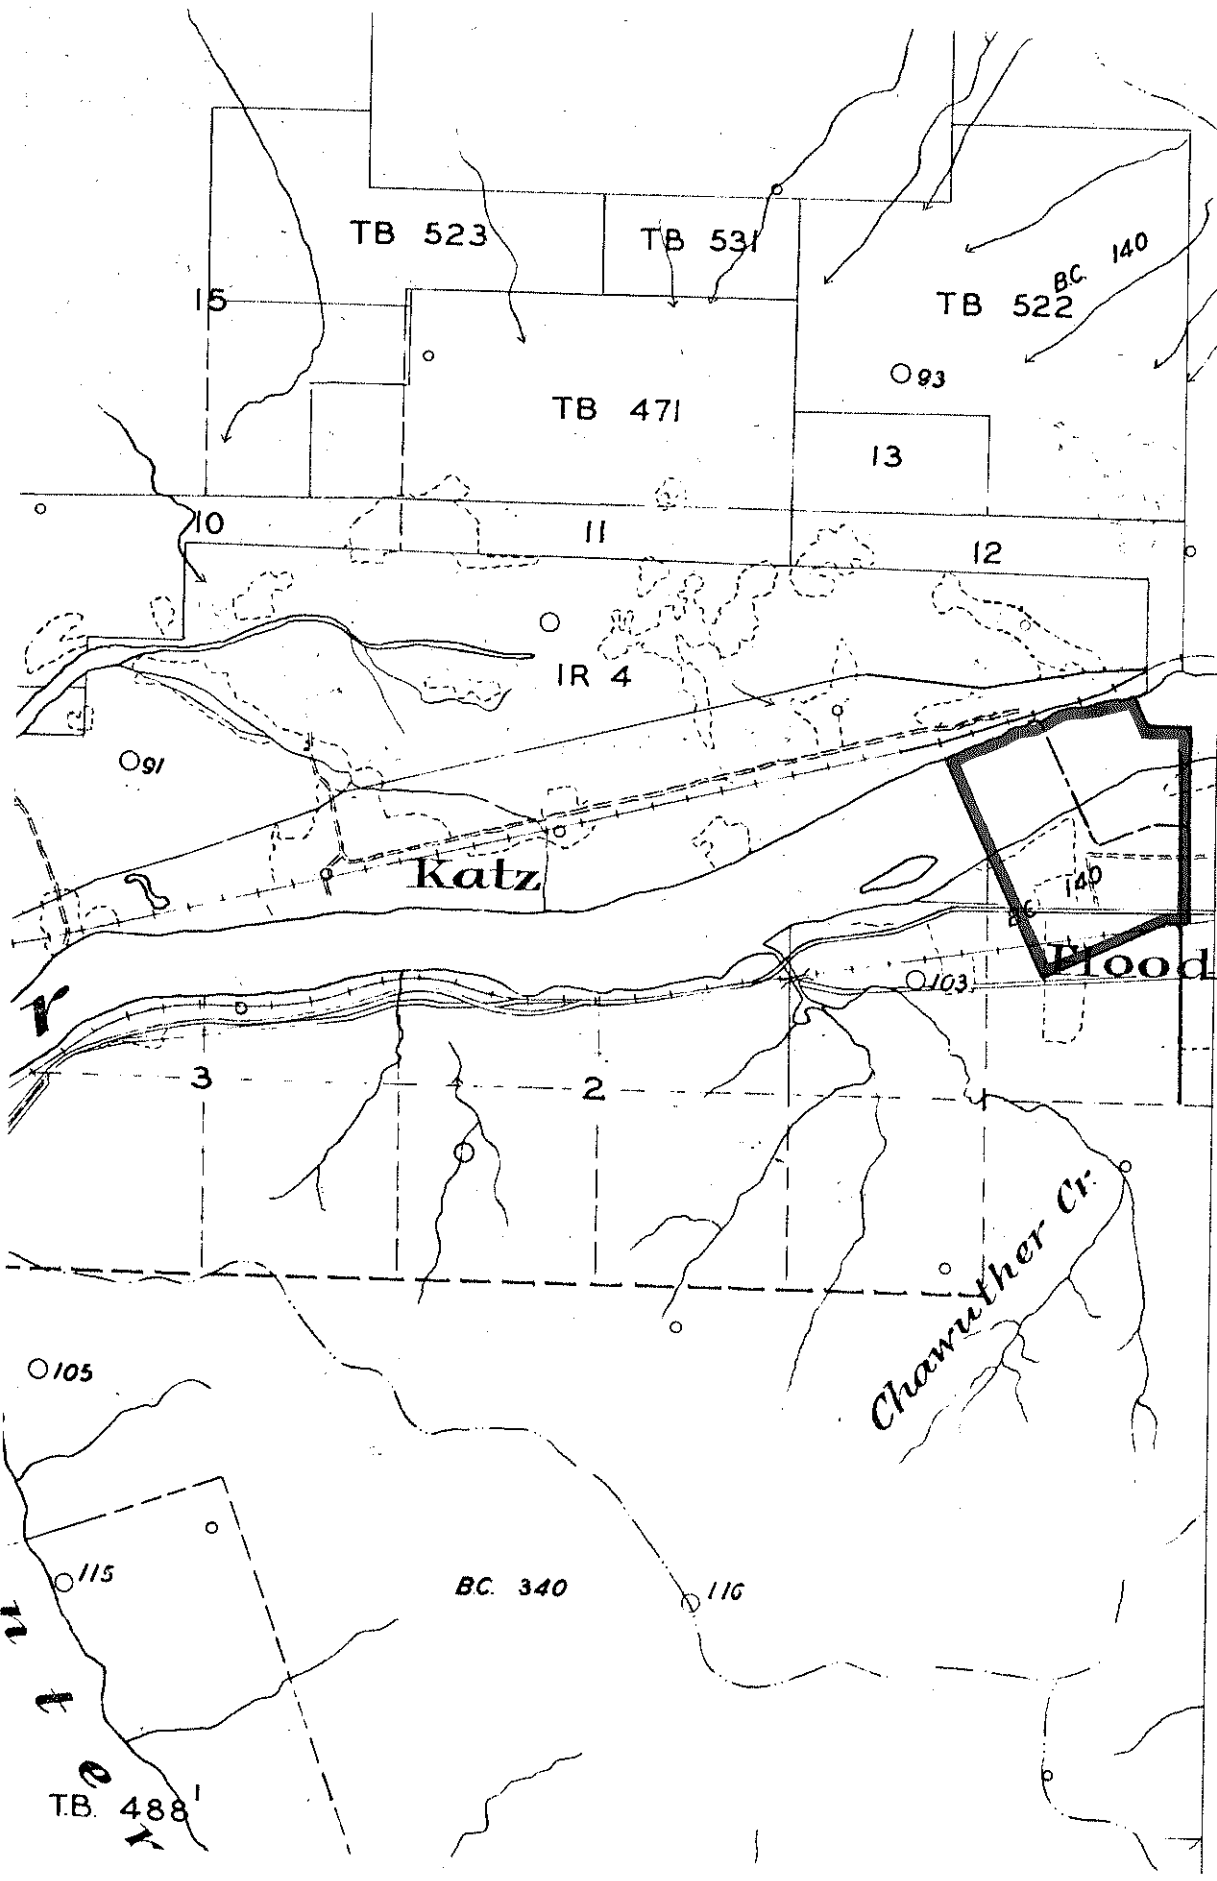 TB 523
TB 531
B.C. 140
TB 522
15
93
TB 471
13
10
11
12
IR 4
91
Katz
B.C. 140
Flood
103
r
3
2
Chawuther Cr.
105
115
B.C. 340
116
n
t
e
r
T.B. 488